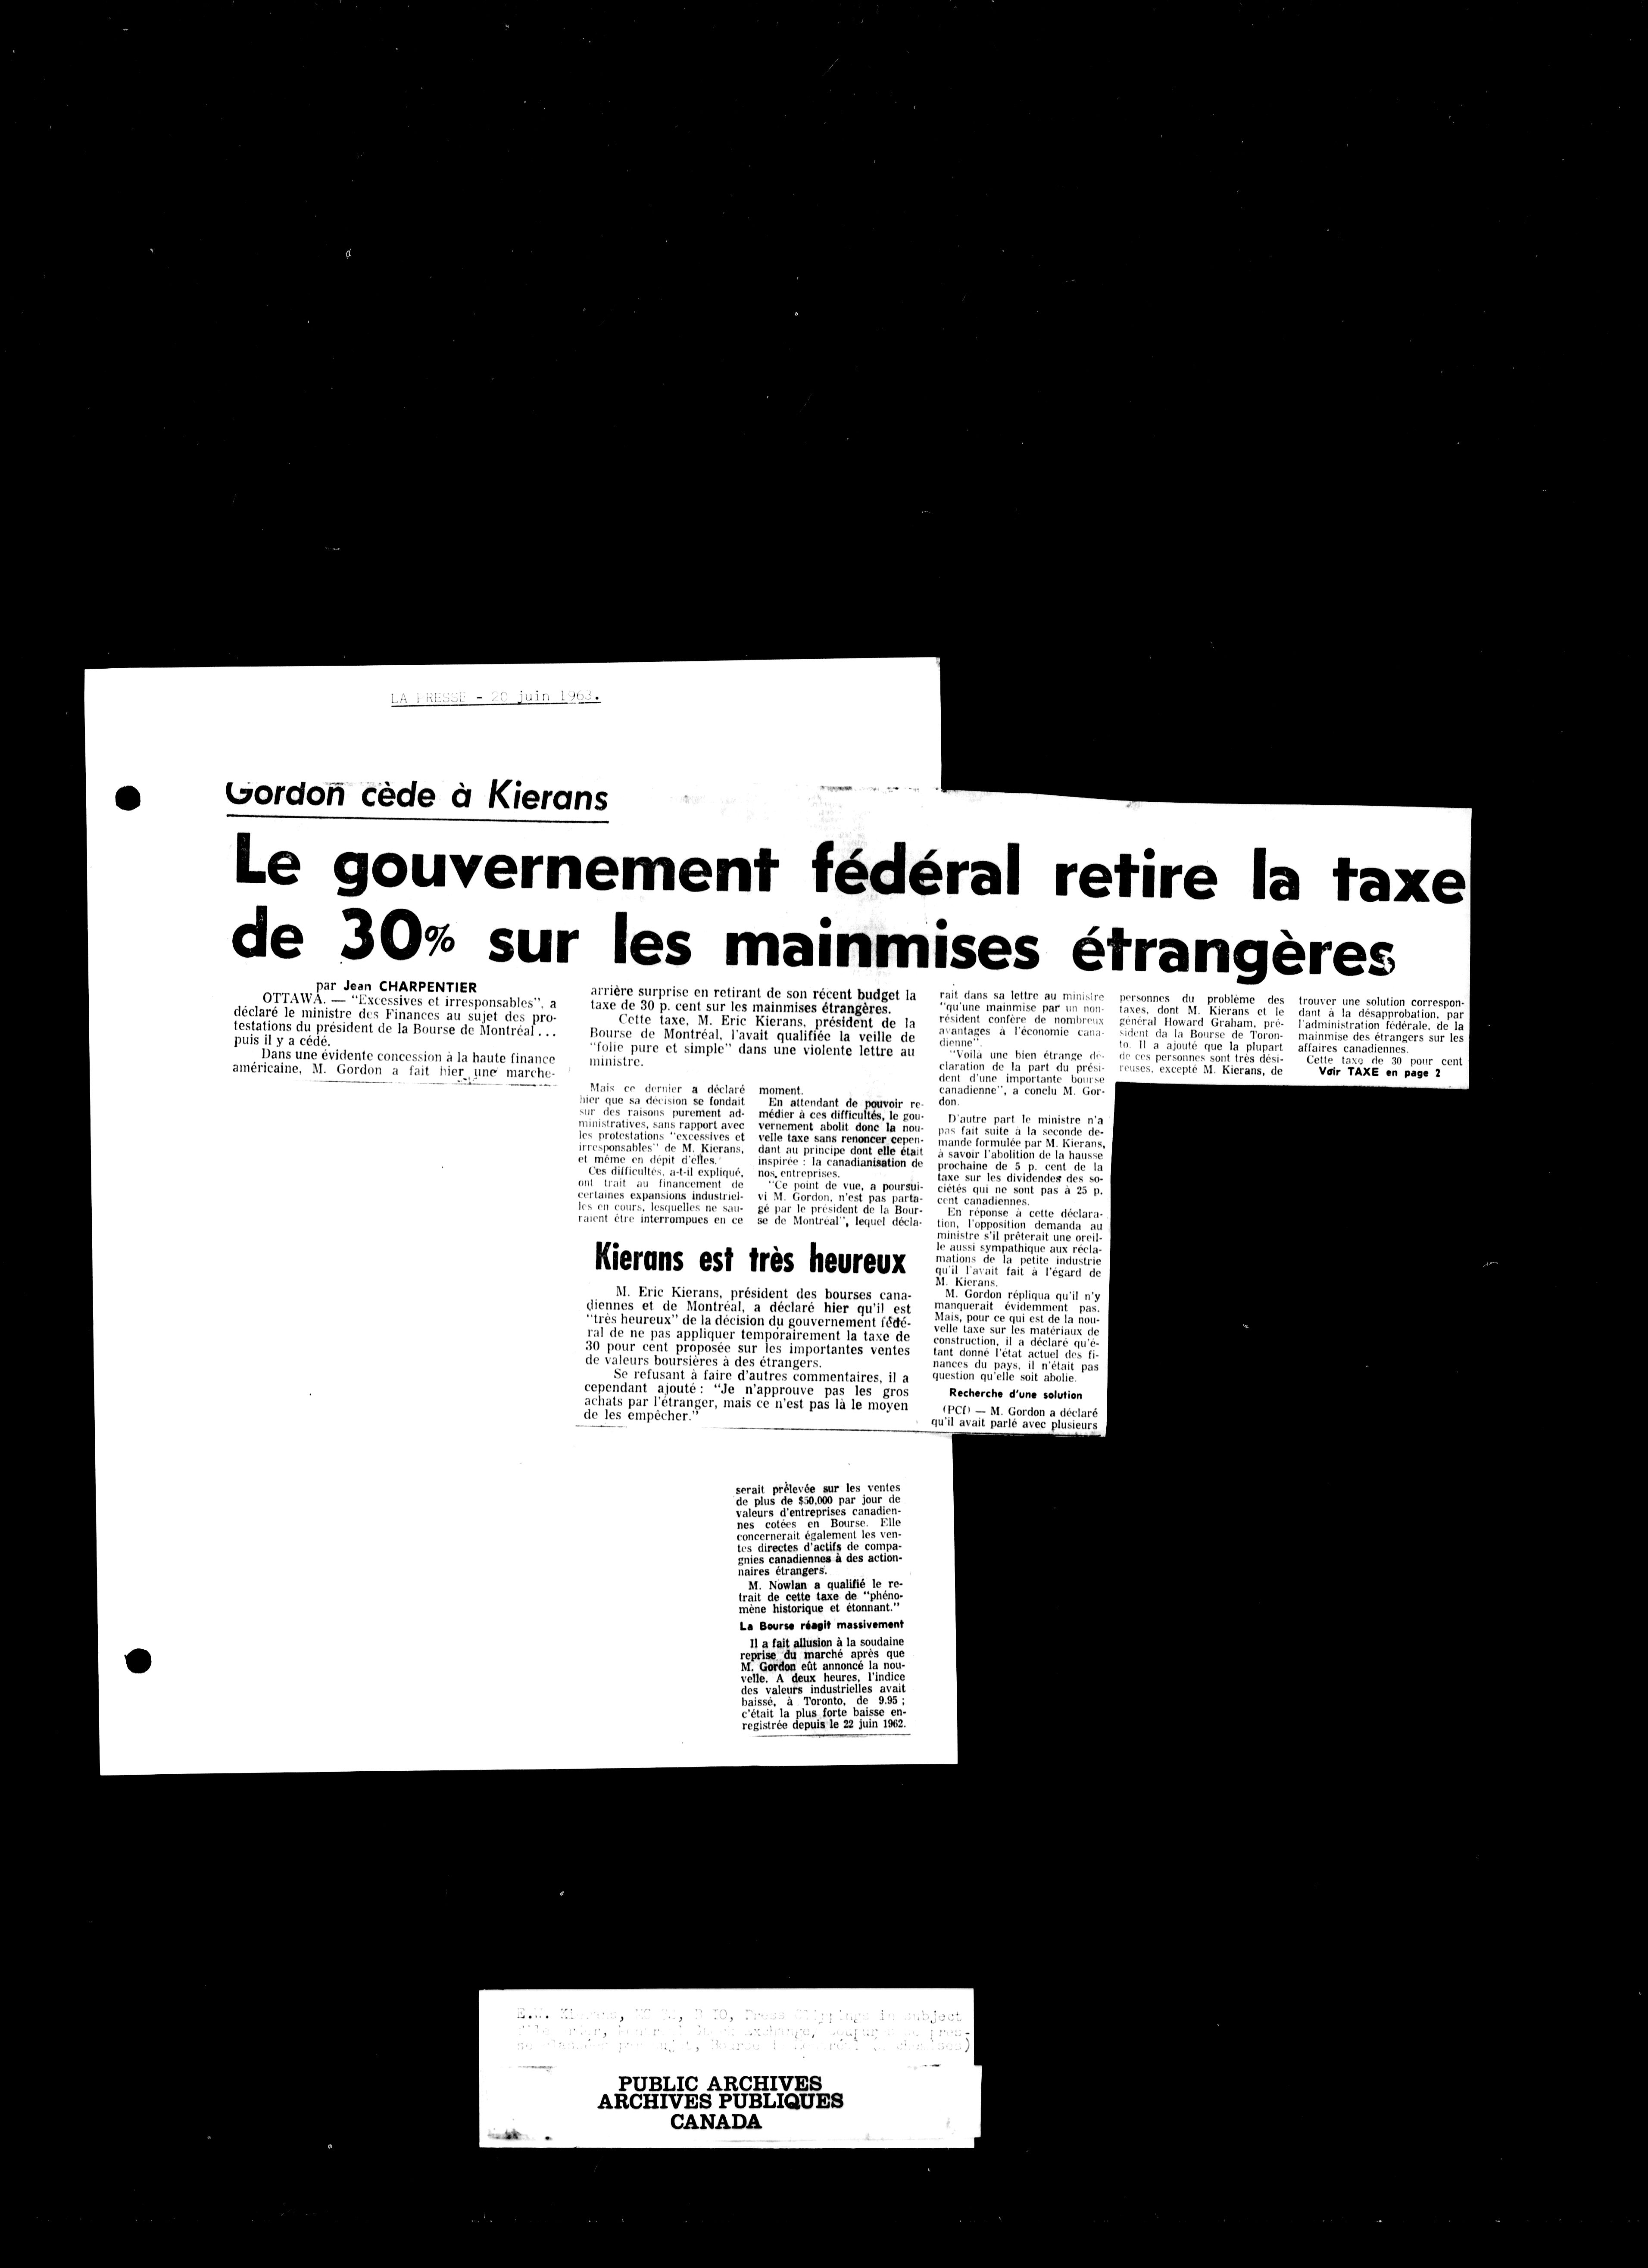 LA PRESSE - 20 juin 1963.
Gordon cède à Kierans
Le gouvernement fédéral retire la taxe
de 30% sur les mainmises étrangères
par Jean CHARPENTIER
OTTAWA. — "Excessives et irresponsables", a
déclaré le ministre des Finances au sujet des pro-
testations du président de la Bourse de Montréal...
puis il y a cédé.
Dans une évidente concession à la haute finance
américaine, M. Gordon a fait hier une marche-
arrière surprise en retirant de son récent budget la
taxe de 30 p. cent sur les mainmises étrangères.
Cette taxe, M. Eric Kierans, président de la
Bourse de Montréal, l'avait qualifiée la veille de
"folie pure et simple" dans une violente lettre au
ministre.
Mais ce dernier a déclaré
hier que sa décision se fondait
sur des raisons purement ad-
ministratives, sans rapport avec
les protestations "excessives et
irresponsables" de M. Kierans,
et même en dépit d'elles.
Ces difficultés, a-t-il expliqué,
ont trait au financement de
certaines expansions industriel-
les en cours, lesquelles ne sau-
raient être interrompues en ce
moment.
En attendant de pouvoir re-
médier à ces difficultés, le gou-
vernement abolit donc la nou-
velle taxe sans renoncer cepen-
dant au principe dont elle était
inspirée : la canadianisation de
nos entreprises.
"Ce point de vue, a poursui-
vi M. Gordon, n'est pas parta-
gé par le président de la Bour-
se de Montréal", lequel décla-
rait dans sa lettre au ministre
"qu'une mainmise par un non-
résident confère de nombreux
avantages à l'économie cana-
dienne".
"Voilà une bien étrange dé-
claration de la part du prési-
dent d'une importante bourse
canadienne", a conclu M. Gor-
don.
D'autre part le ministre n'a
pas fait suite à la seconde de-
mande formulée par M. Kierans,
à savoir l'abolition de la hausse
prochaine de 5 p. cent de la
taxe sur les dividendes des so-
ciétés qui ne sont pas à 25 p.
cent canadiennes.
En réponse à cette déclara-
tion, l'opposition demanda au
ministre s'il prêterait une oreil-
le aussi sympathique aux récla-
mations de la petite industrie
qu'il l'avait fait à l'égard de
M. Kierans.
M. Gordon répliqua qu'il n'y
manquerait évidemment pas.
Mais, pour ce qui est de la nou-
velle taxe sur les matériaux de
construction, il a déclaré qu'é-
tant donné l'état actuel des fi-
nances du pays, il n'était pas
question qu'elle soit abolie.
Recherche d'une solution
(PCf) — M. Gordon a déclaré
qu'il avait parlé avec plusieurs
personnes du problème des
taxes, dont M. Kierans et le
général Howard Graham, pré-
sident da la Bourse de Toron-
to. Il a ajouté que la plupart
de ces personnes sont très dési-
reuses, excepté M. Kierans, de
trouver une solution correspon-
dant à la désapprobation, par
l'administration fédérale, de la
mainmise des étrangers sur les
affaires canadiennes.
Cette taxe de 30 pour cent
Voir TAXE en page 2
Kierans est très heureux
M. Eric Kierans, président des bourses cana-
diennes et de Montréal, a déclaré hier qu'il est
"très heureux" de la décision du gouvernement fédé-
ral de ne pas appliquer temporairement la taxe de
30 pour cent proposée sur les importantes ventes
de valeurs boursières à des étrangers.
Se refusant à faire d'autres commentaires, il a
cependant ajouté : "Je n'approuve pas les gros
achats par l'étranger, mais ce n'est pas là le moyen
de les empêcher."
serait prélevée sur les ventes
de plus de $50,000 par jour de
valeurs d'entreprises canadien-
nes cotées en Bourse. Elle
concernerait également les ven-
tes directes d'actifs de compa-
gnies canadiennes à des action-
naires étrangers.
M. Nowlan a qualifié le re-
trait de cette taxe de "phéno-
mène historique et étonnant."
La Bourse réagit massivement
Il a fait allusion à la soudaine
reprise du marché après que
M. Gordon eût annoncé la nou-
velle. A deux heures, l'indice
des valeurs industrielles avait
baissé, à Toronto, de 9.95 ;
c'était la plus forte baisse en-
registrée depuis le 22 juin 1962.
E.W. Kierans, Press Clippings in subject
Exchange,
PUBLIC ARCHIVES
ARCHIVES PUBLIQUES
CANADA